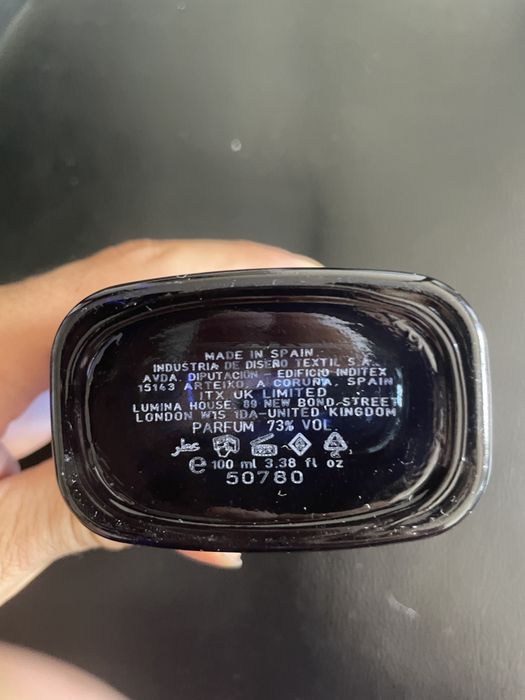 MADE IN SPAIN.
INDUSTRIA DE DISEÑO TEXTIL S.A.
AVDA. DIPUTACION - EDIFICIO INDITEX
15143 ARTEIXO. A CORUÑA. SPAIN
ITX UK LIMITED
LUMINA HOUSE. 89 NEW BOND STREET
LONDON W1S 1DA-UNITED KINGDOM
PARFUM 73% VOL
e 100 ml 3.38 fl oz
50780